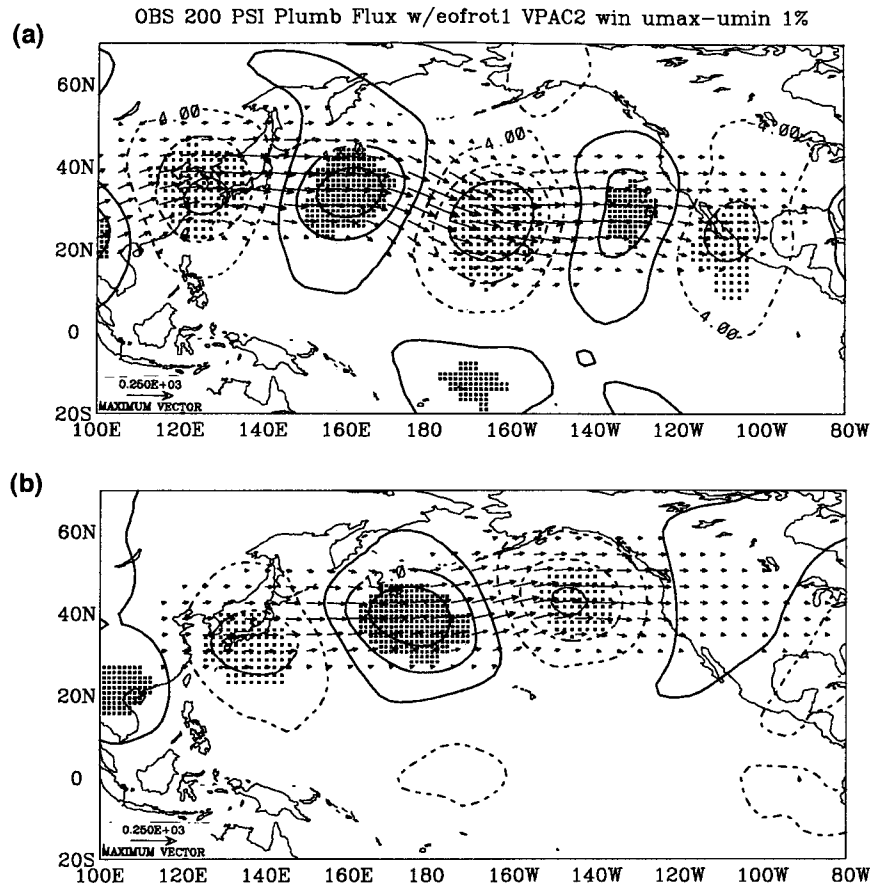 OBS 200 PSI Plumb Flux w/eofrot1 VPAC2 win umax-umin 1%
(a)
60N
40N
20N
0
20S
4.00
4.00
4.00
4.00
0.250E+03
MAXIMUM VECTOR
100E 120E 140E 160E 180 160W 140W 120W 100W 80W
(b)
60N
40N
20N
0
20S
0.250E+03
MAXIMUM VECTOR
100E 120E 140E 160E 180 160W 140W 120W 100W 80W